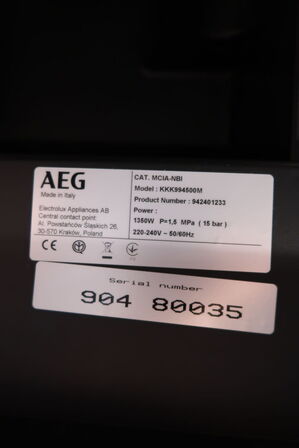 AEG
Made in Italy
Electrolux Appliances AB
Central contact point:
Al. Powstańców Śląskich 26,
30-570 Kraków, Poland
CE
CAT. MCIA-NBI
Model : KKK994500M
Product Number : 942401233
Power :
1350W P=1,5 MPa ( 15 bar )
220-240V ~ 50/60Hz
Serial number
904 80035